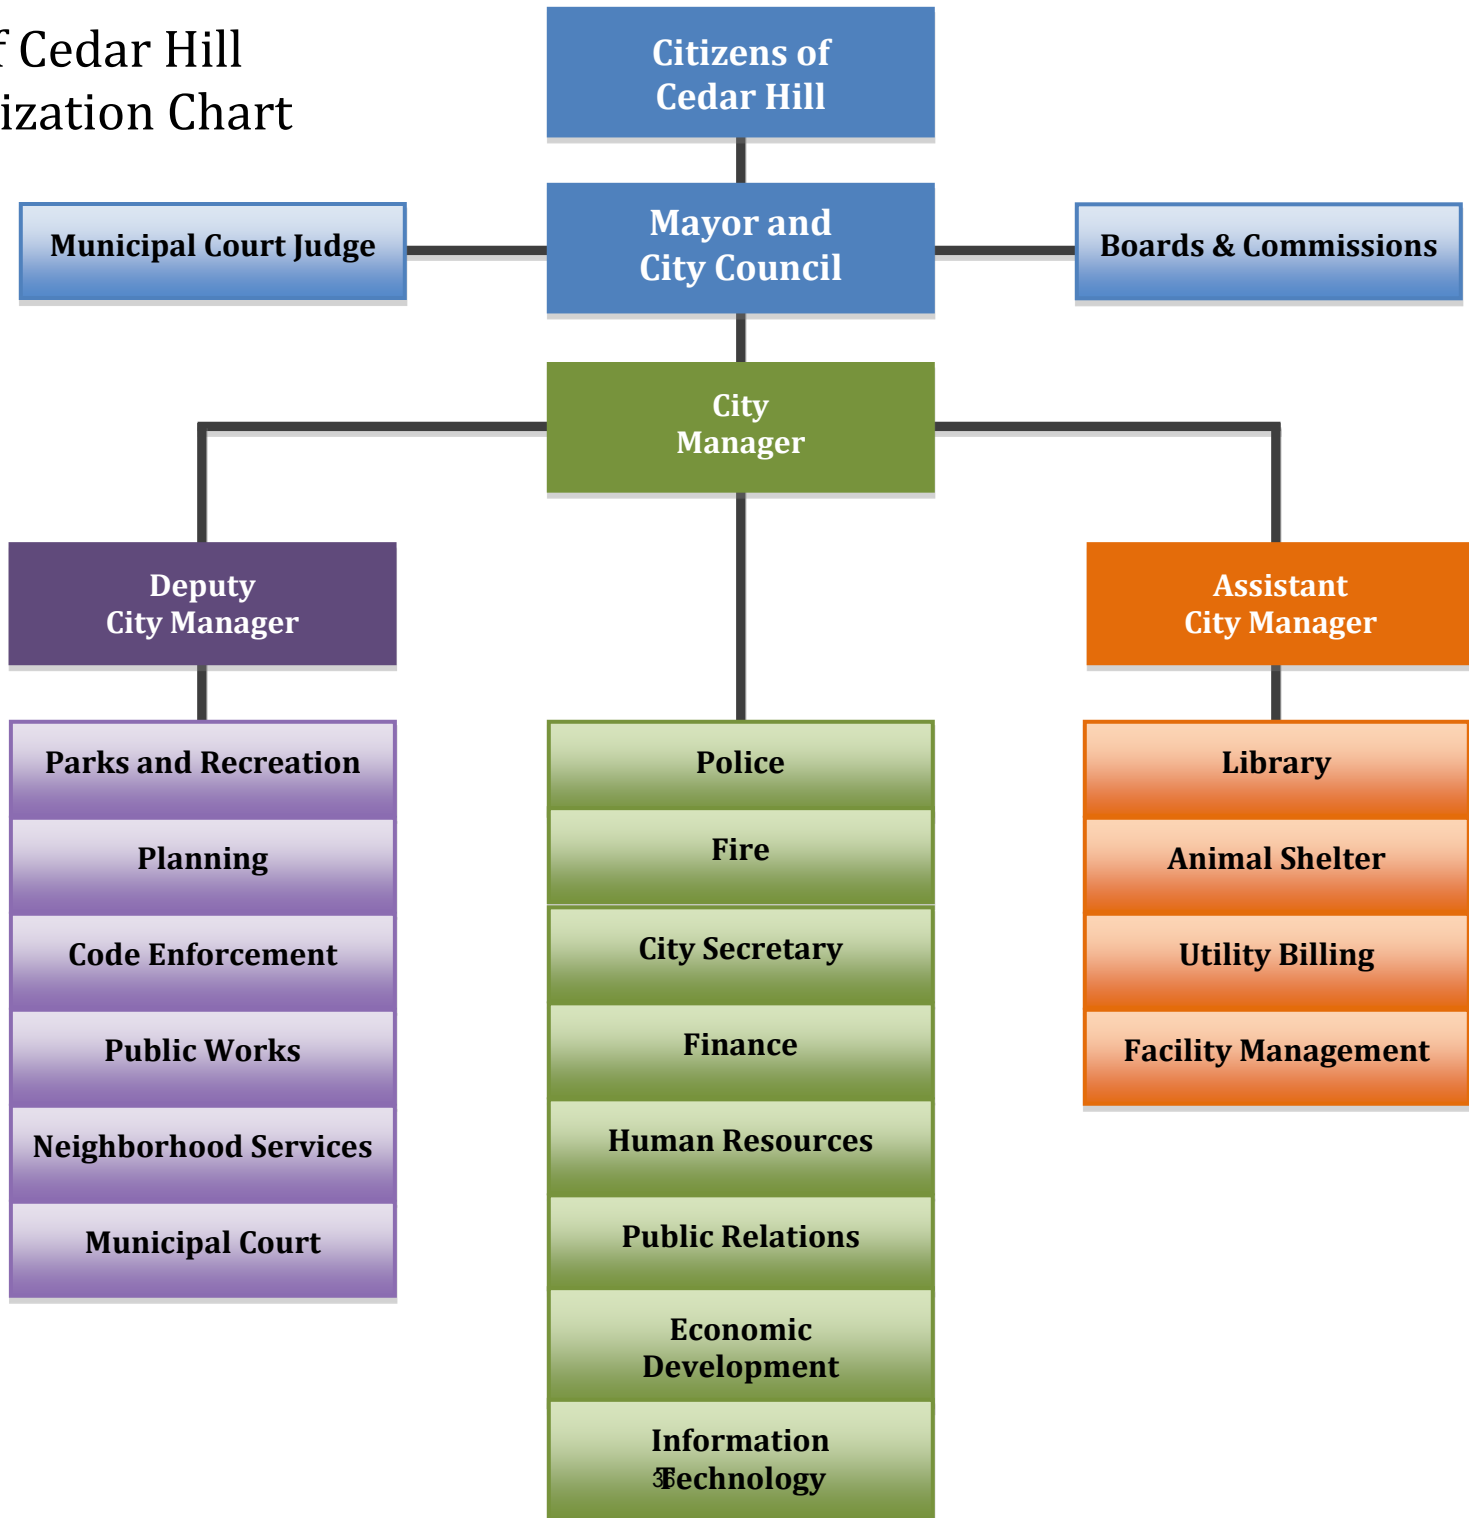 f Cedar Hill
ization Chart
Citizens of
Cedar Hill
Municipal Court Judge
Mayor and
City Council
Boards & Commissions
City
Manager
Deputy
City Manager
Assistant
City Manager
Parks and Recreation
Planning
Code Enforcement
Public Works
Neighborhood Services
Municipal Court
Police
Fire
City Secretary
Finance
Human Resources
Public Relations
Economic
Development
Information
Technology
36
Library
Animal Shelter
Utility Billing
Facility Management